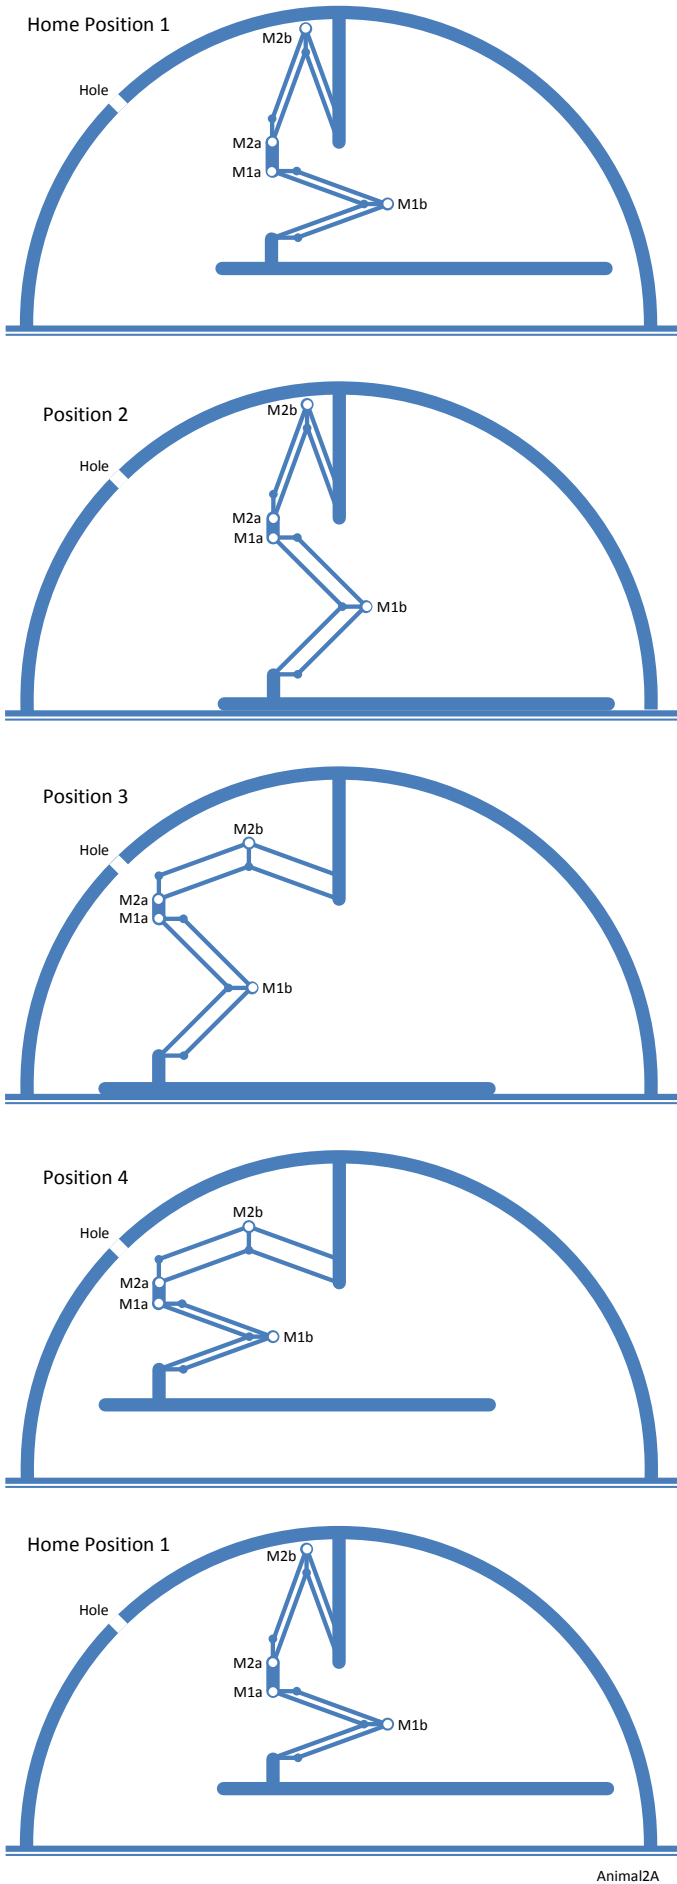 Home Position 1
M2b
Hole
M2a
M1a
M1b
Position 2
M2b
Hole
M2a
M1a
M1b
Position 3
M2b
Hole
M2a
M1a
M1b
Position 4
M2b
Hole
M2a
M1a
M1b
Home Position 1
M2b
Hole
M2a
M1a
M1b
Animal2A